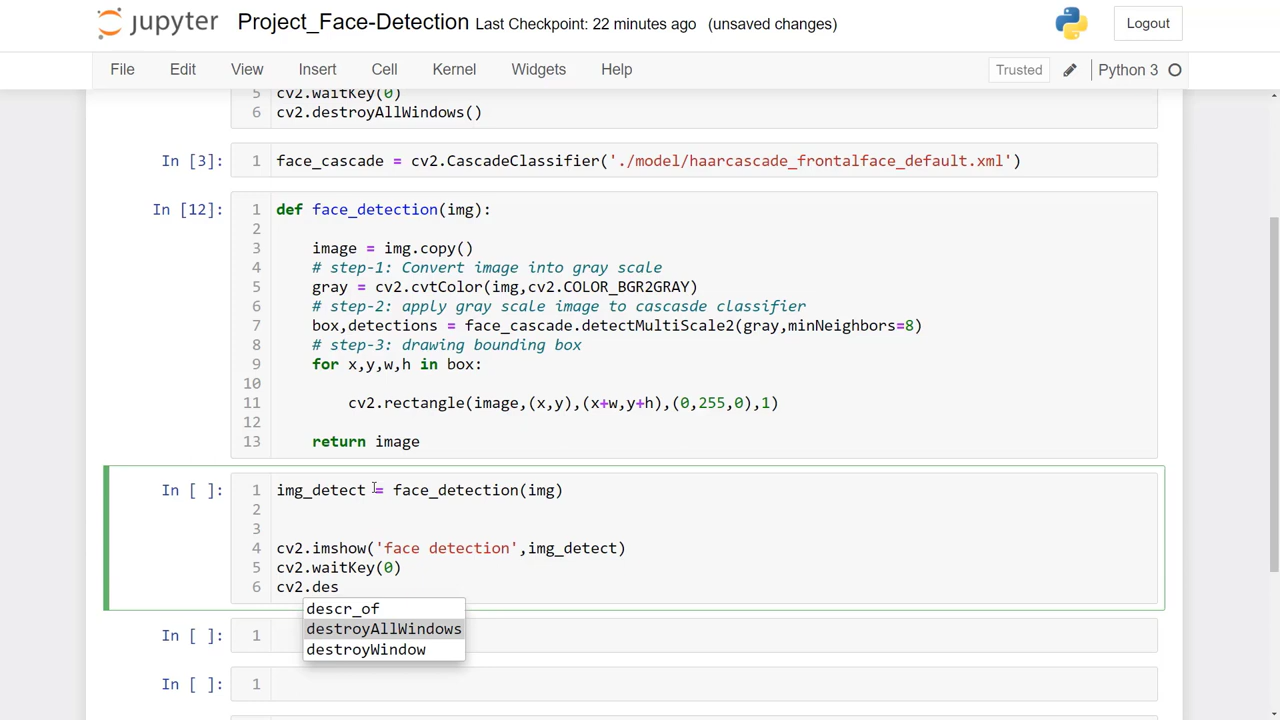 jupyter Project_Face-Detection Last Checkpoint: 22 minutes ago (unsaved changes) Logout
File Edit View Insert Cell Kernel Widgets Help Trusted Python 3
5 cv2.waitKey(0)
6 cv2.destroyAllWindows()
In [3]: 1 face_cascade = cv2.CascadeClassifier('./model/haarcascade_frontalface_default.xml')
In [12]: 1 def face_detection(img):
2
3 image = img.copy()
4 # step-1: Convert image into gray scale
5 gray = cv2.cvtColor(img,cv2.COLOR_BGR2GRAY)
6 # step-2: apply gray scale image to cascasde classifier
7 box,detections = face_cascade.detectMultiScale2(gray,minNeighbors=8)
8 # step-3: drawing bounding box
9 for x,y,w,h in box:
10
11 cv2.rectangle(image,(x,y),(x+w,y+h),(0,255,0),1)
12
13 return image
In [ ]: 1 img_detect = face_detection(img)
2
3
4 cv2.imshow('face detection',img_detect)
5 cv2.waitKey(0)
6 cv2.des
descr_of
destroyAllWindows
destroyWindow
In [ ]: 1
In [ ]: 1